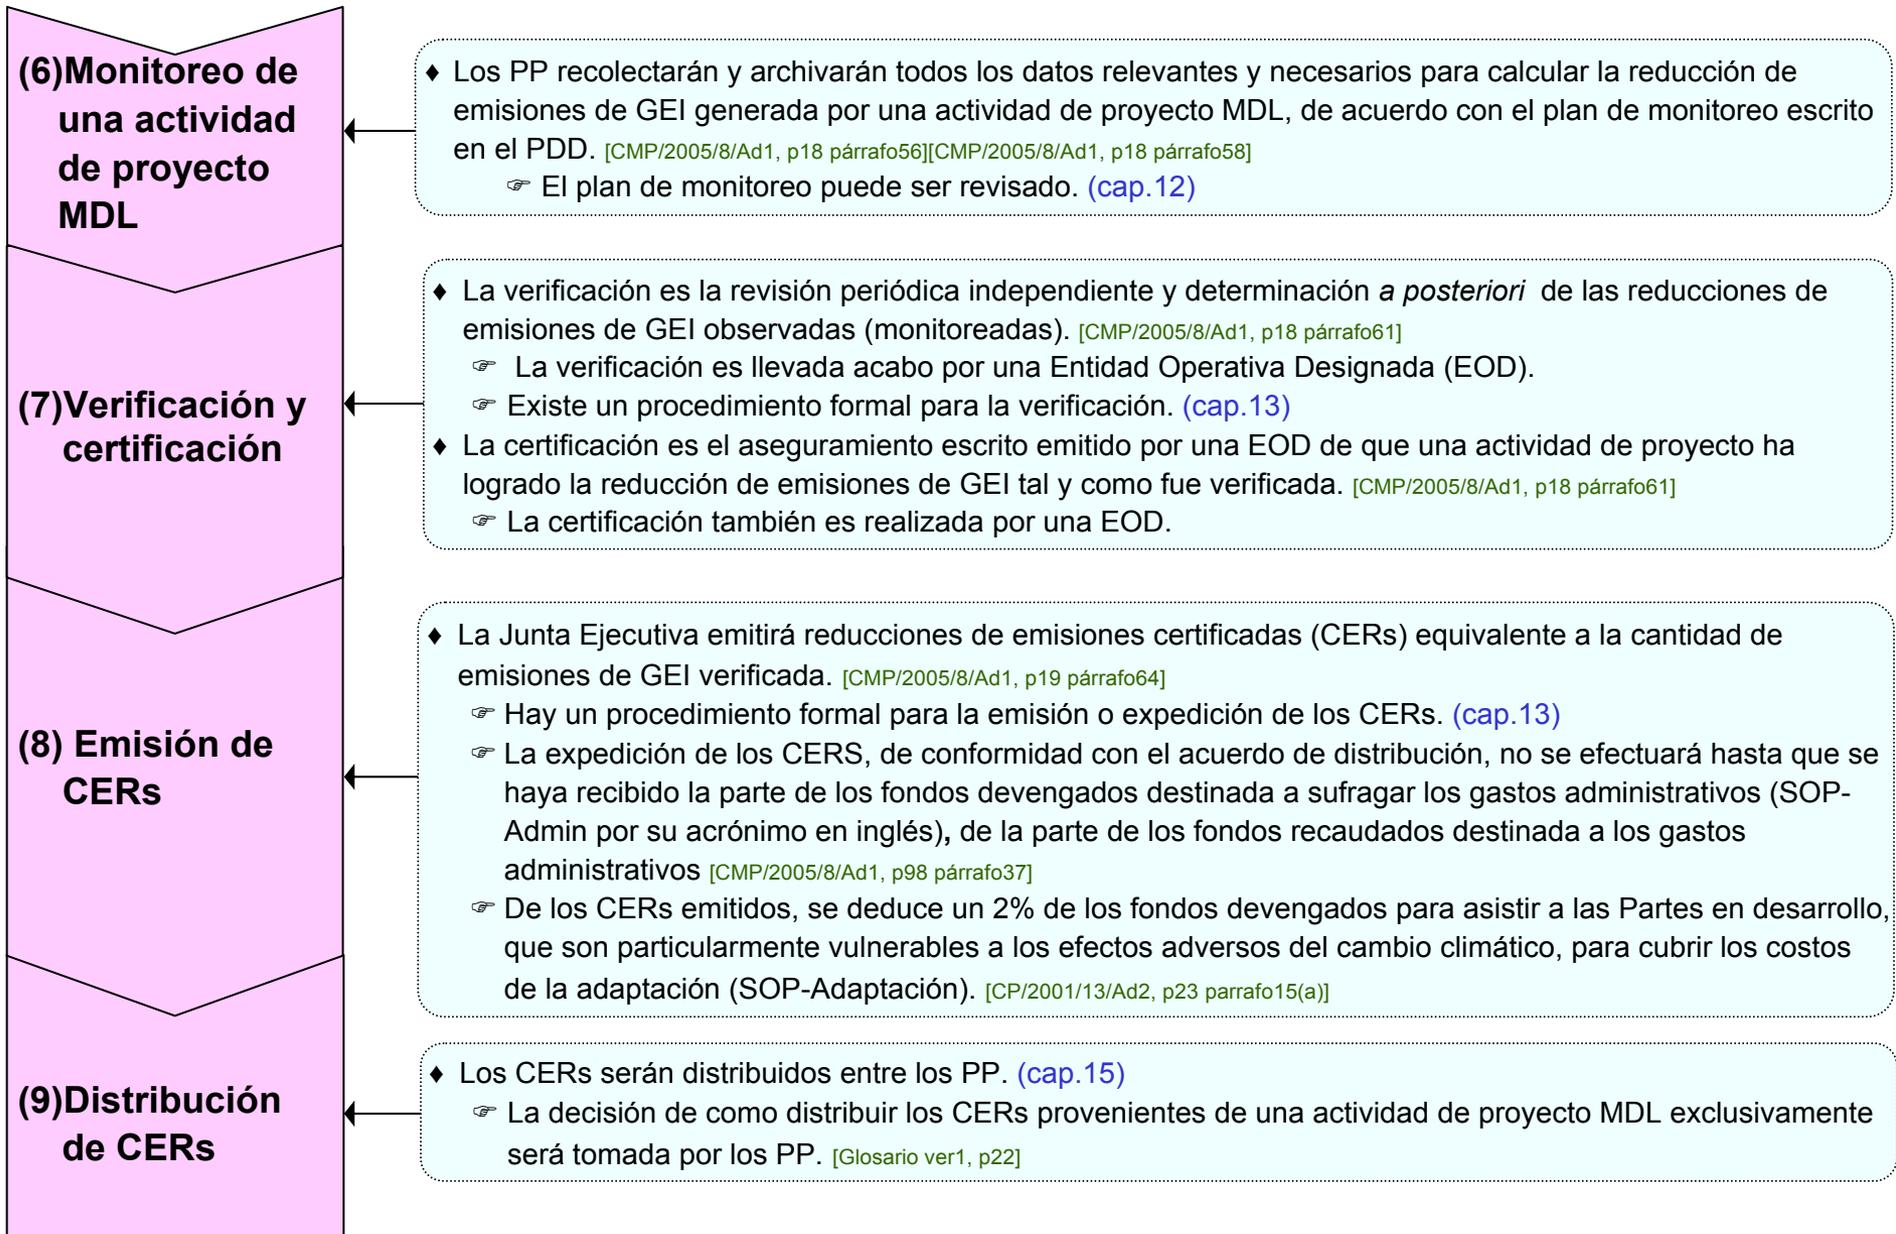 (6)Monitoreo de
una actividad
de proyecto
MDL
♦ Los PP recolectarán y archivarán todos los datos relevantes y necesarios para calcular la reducción de
emisiones de GEI generada por una actividad de proyecto MDL, de acuerdo con el plan de monitoreo escrito
en el PDD. [CMP/2005/8/Ad1, p18 párrafo56][CMP/2005/8/Ad1, p18 párrafo58]
☞ El plan de monitoreo puede ser revisado. (cap.12)
(7)Verificación y
certificación
♦ La verificación es la revisión periódica independiente y determinación a posteriori de las reducciones de
emisiones de GEI observadas (monitoreadas). [CMP/2005/8/Ad1, p18 párrafo61]
☞ La verificación es llevada acabo por una Entidad Operativa Designada (EOD).
☞ Existe un procedimiento formal para la verificación. (cap.13)
♦ La certificación es el aseguramiento escrito emitido por una EOD de que una actividad de proyecto ha
logrado la reducción de emisiones de GEI tal y como fue verificada. [CMP/2005/8/Ad1, p18 párrafo61]
☞ La certificación también es realizada por una EOD.
(8) Emisión de
CERs
♦ La Junta Ejecutiva emitirá reducciones de emisiones certificadas (CERs) equivalente a la cantidad de
emisiones de GEI verificada. [CMP/2005/8/Ad1, p19 párrafo64]
☞ Hay un procedimiento formal para la emisión o expedición de los CERs. (cap.13)
☞ La expedición de los CERS, de conformidad con el acuerdo de distribución, no se efectuará hasta que se
haya recibido la parte de los fondos devengados destinada a sufragar los gastos administrativos (SOP-
Admin por su acrónimo en inglés), de la parte de los fondos recaudados destinada a los gastos
administrativos [CMP/2005/8/Ad1, p98 párrafo37]
☞ De los CERs emitidos, se deduce un 2% de los fondos devengados para asistir a las Partes en desarrollo,
que son particularmente vulnerables a los efectos adversos del cambio climático, para cubrir los costos
de la adaptación (SOP-Adaptación). [CP/2001/13/Ad2, p23 parrafo15(a)]
(9)Distribución
de CERs
♦ Los CERs serán distribuidos entre los PP. (cap.15)
☞ La decisión de como distribuir los CERs provenientes de una actividad de proyecto MDL exclusivamente
será tomada por los PP. [Glosario ver1, p22]